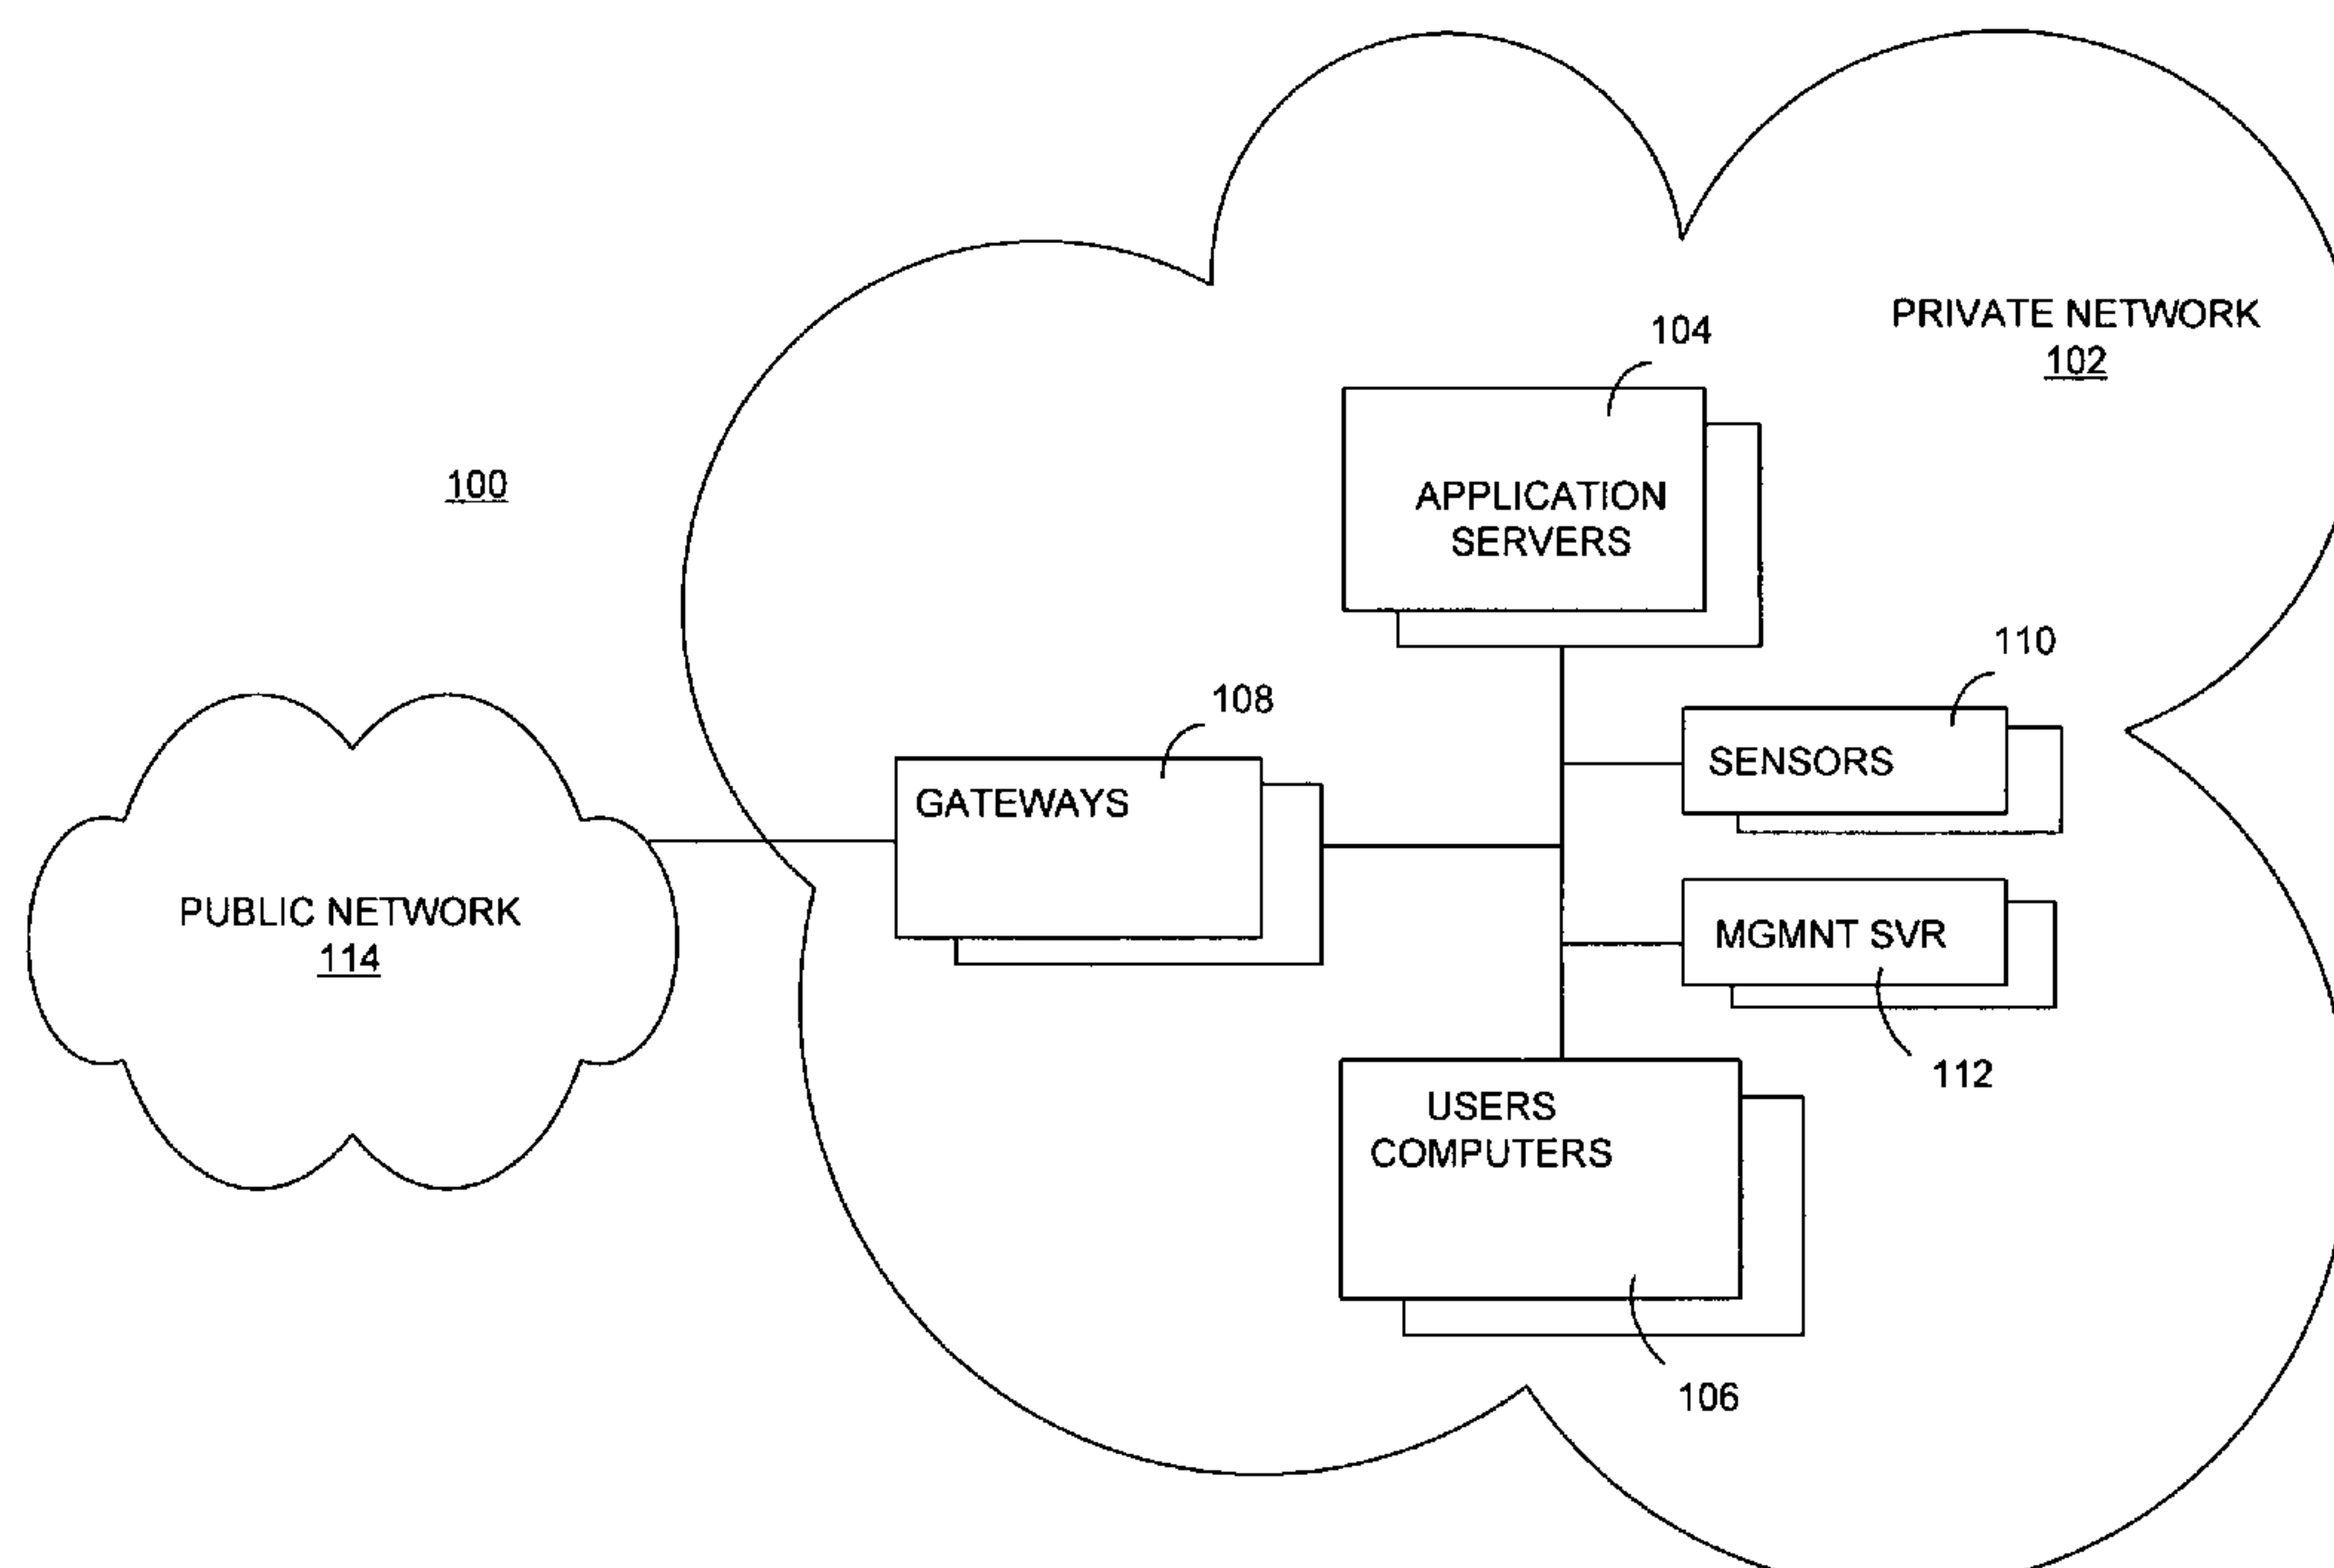 PRIVATE NETWORK
102
104
APPLICATION
SERVERS
100
110
SENSORS
108
GATEWAYS
PUBLIC NETWORK
114
MGMNT SVR
112
USERS
COMPUTERS
106